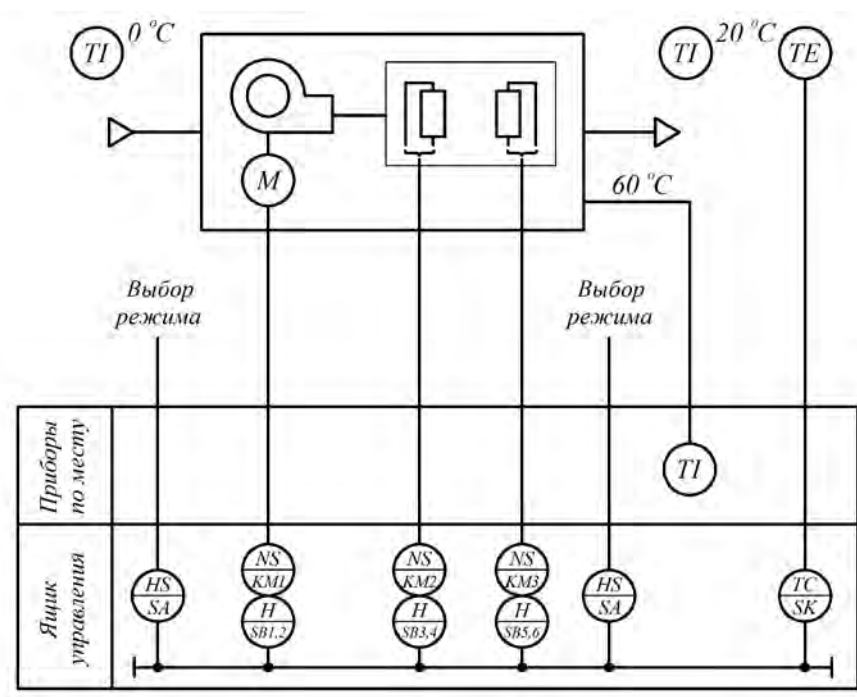 TI
0 °C
TI
20 °C
TE
M
60 °C
Выбор
режима
Выбор
режима
Приборы
по месту
TI
Ящик
управления
HS
SA
NS
KM1
H
SB1,2
NS
KM2
H
SB3,4
NS
KM3
H
SB5,6
HS
SA
TC
SK